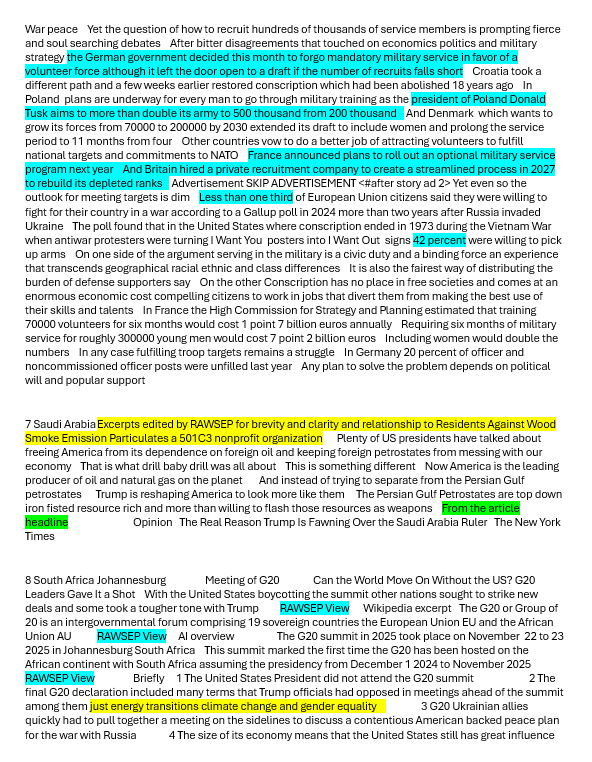 War peace    Yet the question of how to recruit hundreds of thousands of service members is prompting fierce
and soul searching debates    After bitter disagreements that touched on economics politics and military
strategy the German government decided this month to forgo mandatory military service in favor of a
volunteer force although it left the door open to a draft if the number of recruits falls short    Croatia took a
different path and a few weeks earlier restored conscription which had been abolished 18 years ago    In
Poland  plans are underway for every man to go through military training as the president of Poland Donald
Tusk aims to more than double its army to 500 thousand from 200 thousand    And Denmark  which wants to
grow its forces from 70000 to 200000 by 2030 extended its draft to include women and prolong the service
period to 11 months from four    Other countries vow to do a better job of attracting volunteers to fulfill
national targets and commitments to NATO    France announced plans to roll out an optional military service
program next year    And Britain hired a private recruitment company to create a streamlined process in 2027
to rebuild its depleted ranks    Advertisement SKIP ADVERTISEMENT <#after story ad 2> Yet even so the
outlook for meeting targets is dim    Less than one third of European Union citizens said they were willing to
fight for their country in a war according to a Gallup poll in 2024 more than two years after Russia invaded
Ukraine    The poll found that in the United States where conscription ended in 1973 during the Vietnam War
when antiwar protesters were turning I Want You  posters into I Want Out  signs 42 percent were willing to pick
up arms    On one side of the argument serving in the military is a civic duty and a binding force an experience
that transcends geographical racial ethnic and class differences    It is also the fairest way of distributing the
burden of defense supporters say    On the other Conscription has no place in free societies and comes at an
enormous economic cost compelling citizens to work in jobs that divert them from making the best use of
their skills and talents    In France the High Commission for Strategy and Planning estimated that training
70000 volunteers for six months would cost 1 point 7 billion euros annually    Requiring six months of military
service for roughly 300000 young men would cost 7 point 2 billion euros    Including women would double the
numbers    In any case fulfilling troop targets remains a struggle    In Germany 20 percent of officer and
noncommissioned officer posts were unfilled last year    Any plan to solve the problem depends on political
will and popular support
7 Saudi Arabia Excerpts edited by RAWSEP for brevity and clarity and relationship to Residents Against Wood
Smoke Emission Particulates a 501C3 nonprofit organization    Plenty of US presidents have talked about
freeing America from its dependence on foreign oil and keeping foreign petrostates from messing with our
economy    That is what drill baby drill was all about    This is something different    Now America is the leading
producer of oil and natural gas on the planet    And instead of trying to separate from the Persian Gulf
petrostates    Trump is reshaping America to look more like them    The Persian Gulf Petrostates are top down
iron fisted resource rich and more than willing to flash those resources as weapons    From the article
headline    Opinion   The Real Reason Trump Is Fawning Over the Saudi Arabia Ruler   The New York
Times
8 South Africa Johannesburg    Meeting of G20    Can the World Move On Without the US? G20
Leaders Gave It a Shot    With the United States boycotting the summit other nations sought to strike new
deals and some took a tougher tone with Trump    RAWSEP View    Wikipedia excerpt    The G20 or Group of
20 is an intergovernmental forum comprising 19 sovereign countries the European Union EU and the African
Union AU    RAWSEP View    AI overview    The G20 summit in 2025 took place on November  22 to 23
2025 in Johannesburg South Africa    This summit marked the first time the G20 has been hosted on the
African continent with South Africa assuming the presidency from December 1 2024 to November 2025
RAWSEP View    Briefly    1 The United States President did not attend the G20 summit    2 The
final G20 declaration included many terms that Trump officials had opposed in meetings ahead of the summit
among them just energy transitions climate change and gender equality    3 G20 Ukrainian allies
quickly had to pull together a meeting on the sidelines to discuss a contentious American backed peace plan
for the war with Russia    4 The size of its economy means that the United States still has great influence